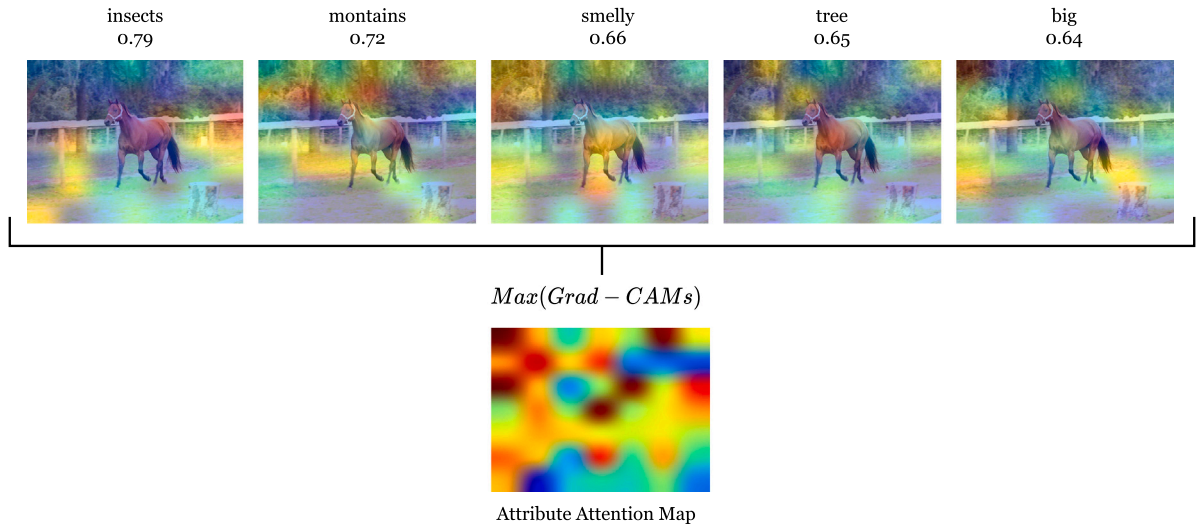 insects
0.79
montains
0.72
smelly
0.66
tree
0.65
big
0.64
Max(Grad − CAMs)
Attribute Attention Map